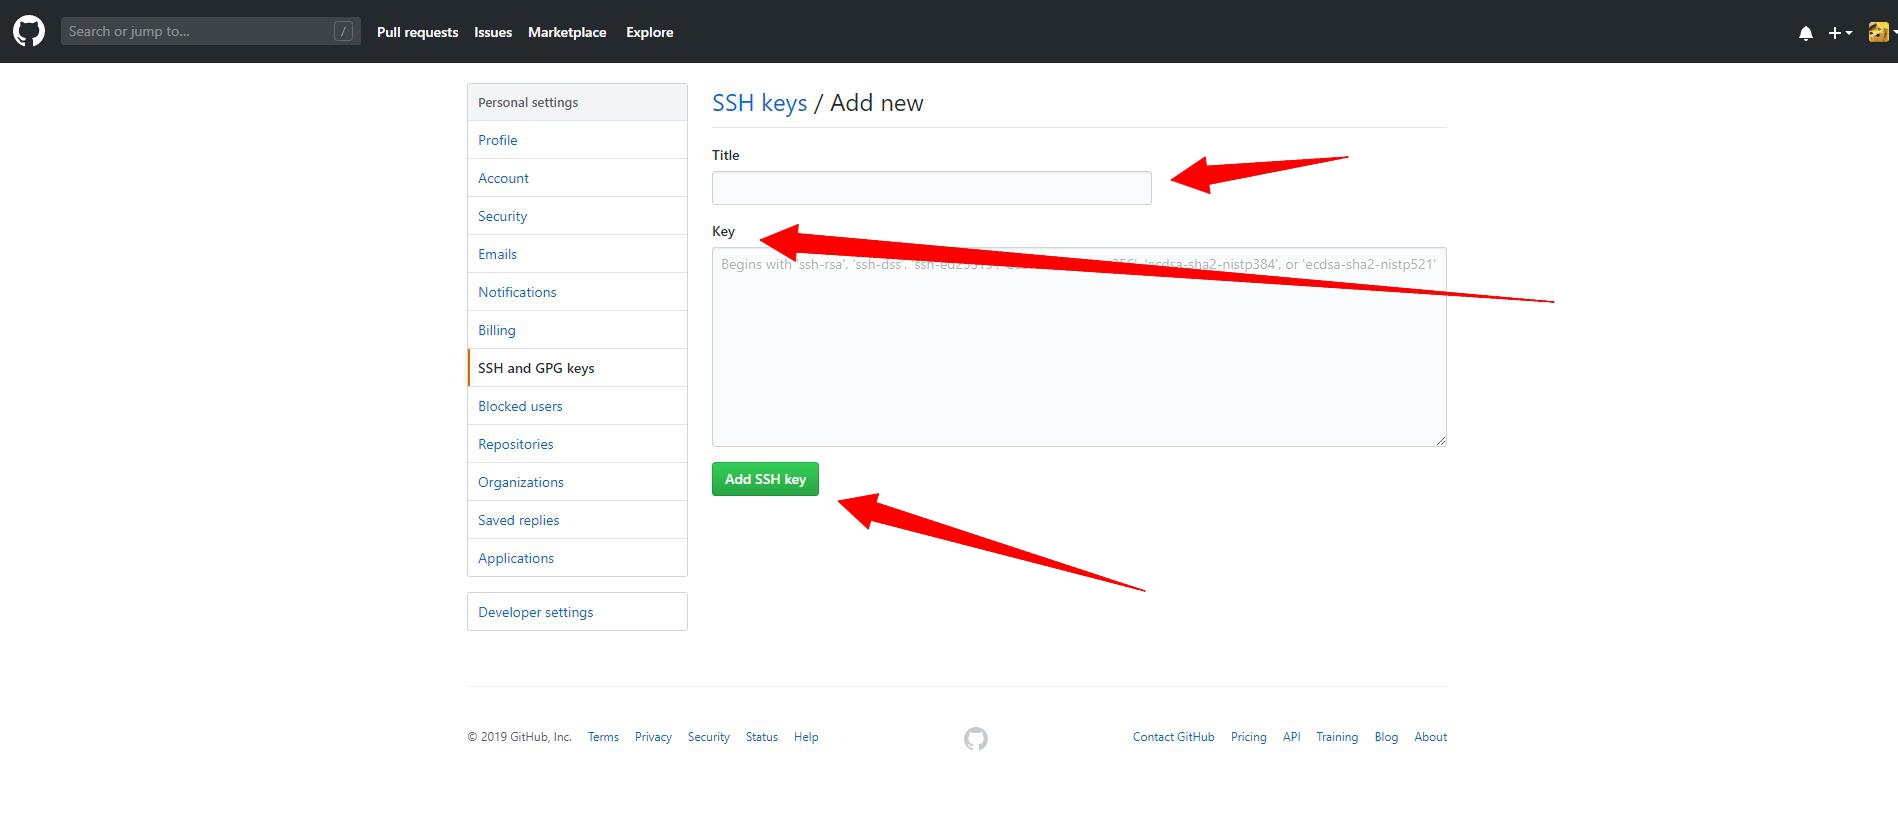 Search or jump to... /
Pull requests Issues Marketplace Explore
Personal settings
Profile
Account
Security
Emails
Notifications
Billing
SSH and GPG keys
Blocked users
Repositories
Organizations
Saved replies
Applications
Developer settings
SSH keys / Add new
Title
Key
Begins with 'ssh-rsa', 'ssh-dss', 'ecdsa-sha2-nistp384', or 'ecdsa-sha2-nistp521'
Add SSH key
© 2019 GitHub, Inc. Terms Privacy Security Status Help Contact GitHub Pricing API Training Blog About